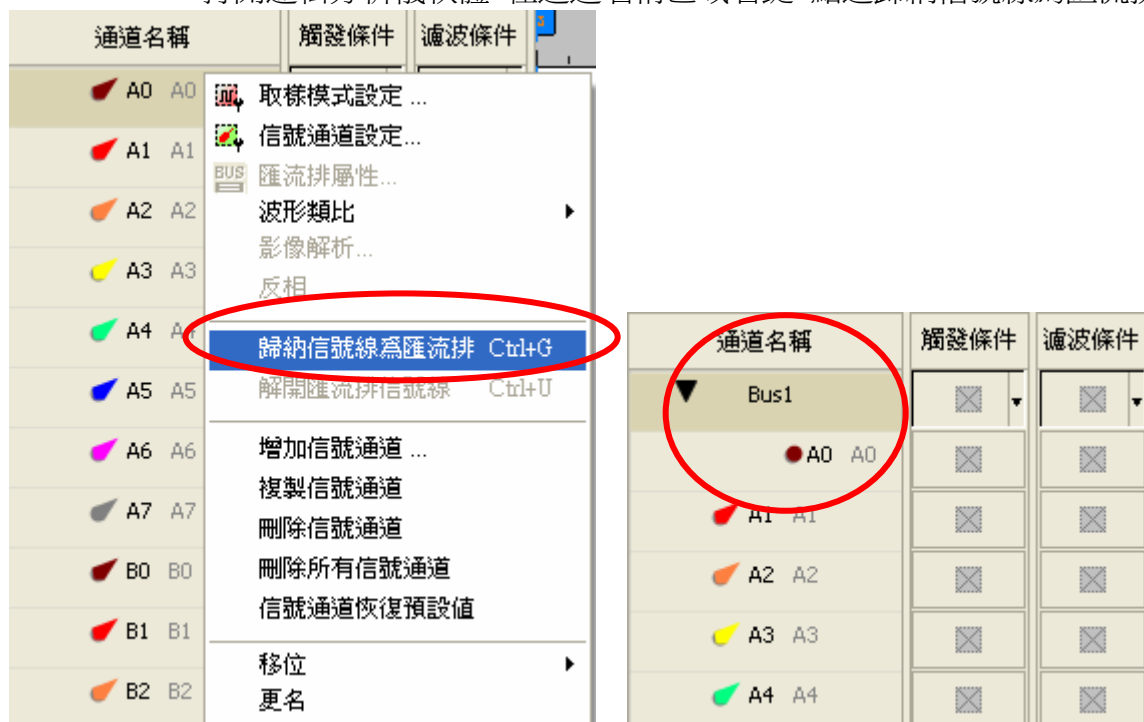 通道名稱 觸發條件 濾波條件
A0 A0
A1 A1
A2 A2
A3 A3
A4
A5 A5
A6 A6
A7 A7
B0 B0
B1 B1
B2 B2
取樣模式設定 ...
信號通道設定...
BUS 匯流排屬性...
波形類比
影像解析...
反相
歸納信號線為匯流排 Ctrl+G
解開匯流排信號線 Ctrl+U
增加信號通道 ...
複製信號通道
刪除信號通道
刪除所有信號通道
信號通道恢復預設值
移位
更名
通道名稱 觸發條件 濾波條件
Bus1
A0 A0
A1 A1
A2 A2
A3 A3
A4 A4